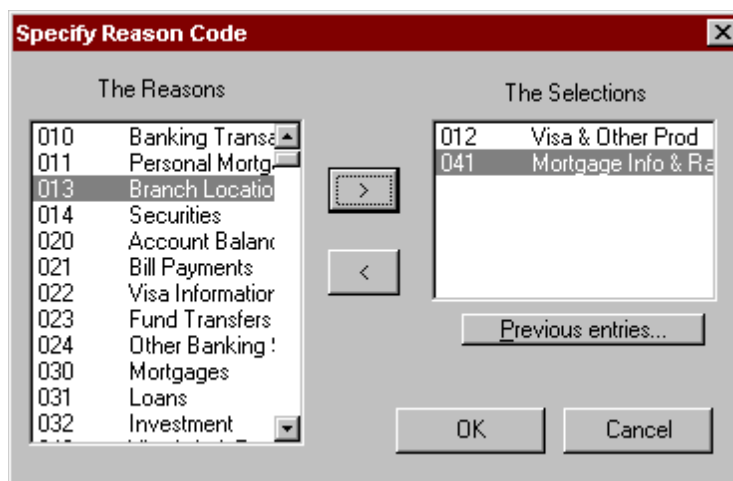 Specify Reason Code
The Reasons
The Selections
010 Banking Transa
011 Personal Mortg
013 Branch Locatio
014 Securities
020 Account Balanc
021 Bill Payments
022 Visa Information
023 Fund Transfers
024 Other Banking S
030 Mortgages
031 Loans
032 Investment
>
<
012 Visa & Other Prod
041 Mortgage Info & Ra
Previous entries...
OK
Cancel